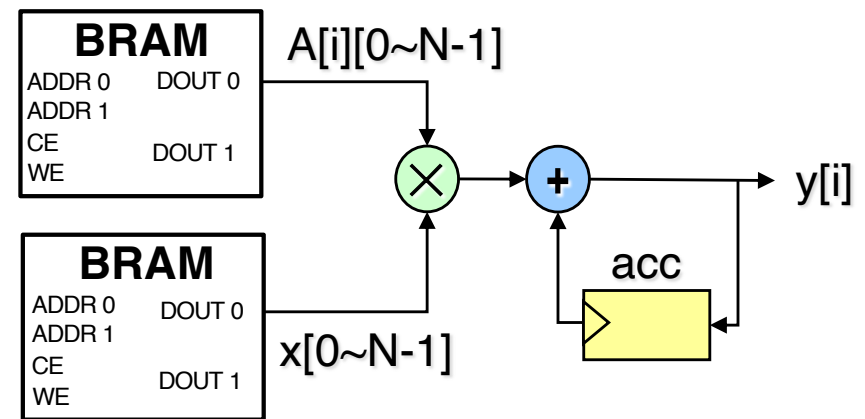 BRAM
ADDR 0 DOUT 0
ADDR 1
CE DOUT 1
WE
A[i][0~N-1]
×
+
y[i]
acc
BRAM
ADDR 0 DOUT 0
ADDR 1
CE DOUT 1
WE
x[0~N-1]